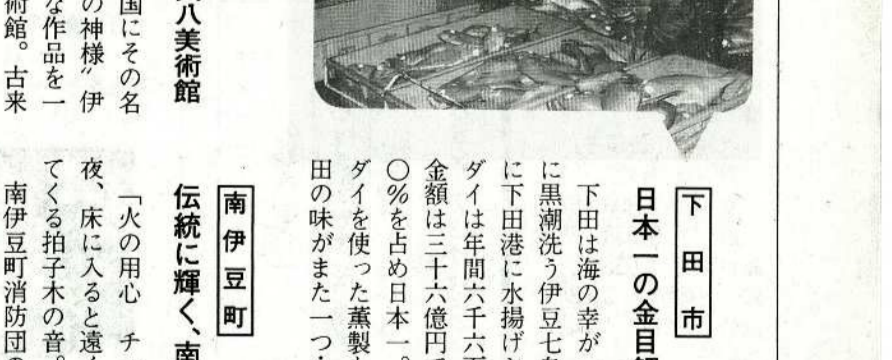 八美術館
国にその名
の神様〃伊
な作品を一
術館。古来
下田市
日本一の金目
下田は海の幸が
に黒潮洗う伊豆七
に下田港に水揚げ
ダイは年間六千六
金額は三十六億円
〇%を占め日本一。
ダイを使った薫製
田の味がまた一つ
南伊豆町
伝統に輝く、南
「火の用心 チ
夜、床に入ると遠
てくる拍子木の音。
南伊豆町消防団の